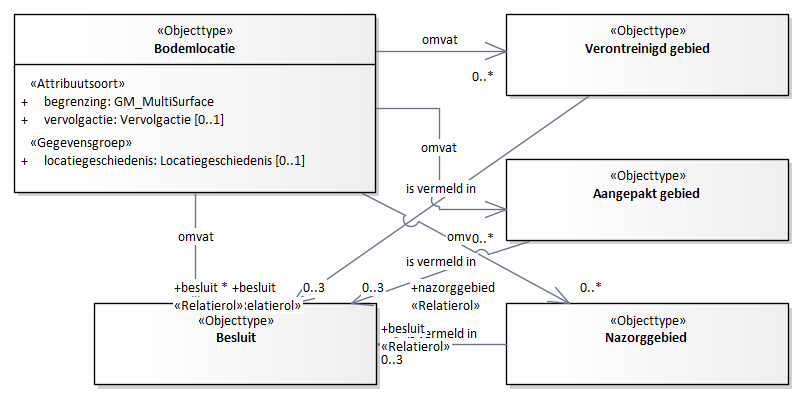 «Objecttype»
Bodemlocatie
«Attribuutsoort»
+ begrenzing: GM_MultiSurface
+ vervolgactie: Vervolgactie [0..1]
«Gegevensgroep»
+ locatiegeschiedenis: Locatiegeschiedenis [0..1]
omvat
0..*
«Objecttype»
Verontreinigd gebied
omvat
is vermeld in
«Objecttype»
Aangepakt gebied
omvat
0..*
is vermeld in
omvat
+besluit * +besluit
0..3
0..3
+nazorggebied
0..*
«Relatierol»
«Relatierol»
«Objecttype»
Besluit
+besluit
vermeld in
«Relatierol»
0..3
«Objecttype»
Nazorggebied